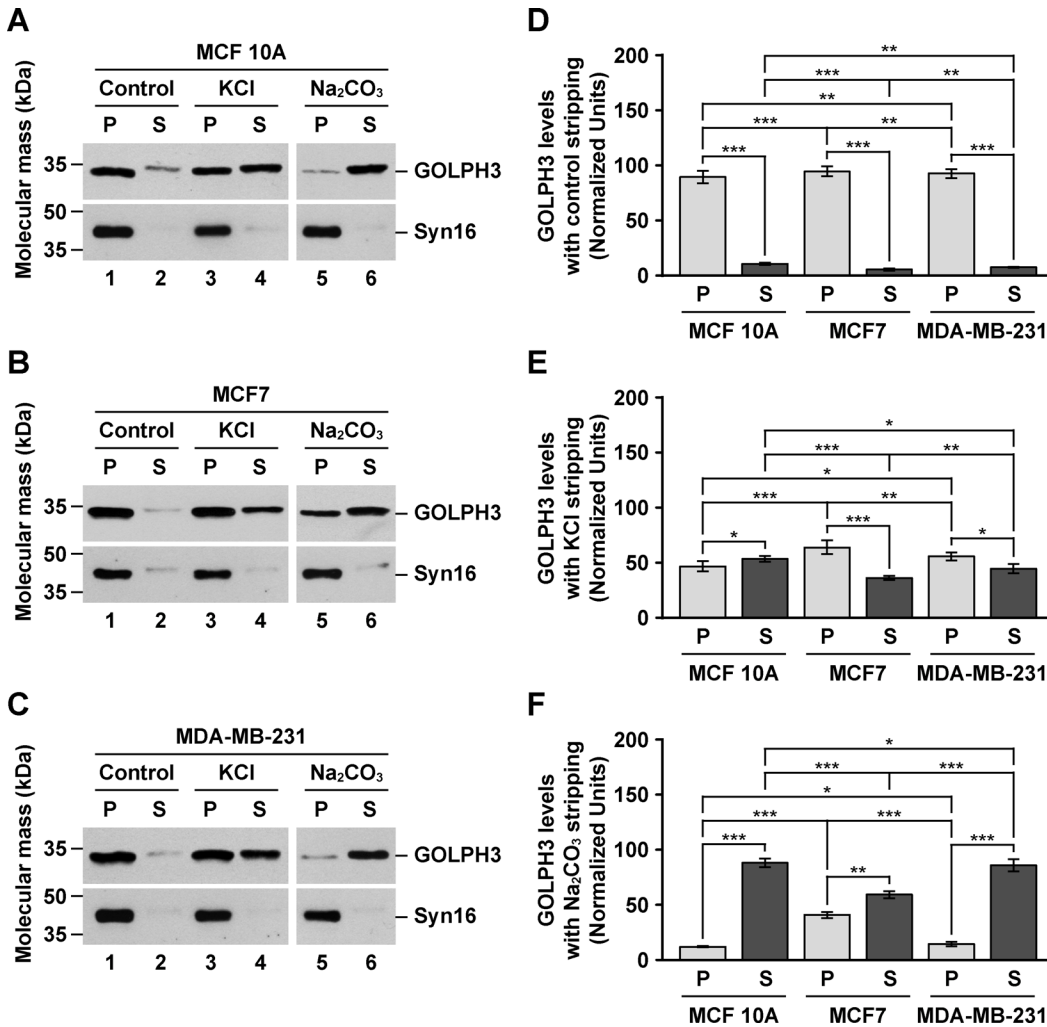 A
MCF 10A
Control KCl Na₂CO₃
P S P S P S
Molecular mass (kDa)
35
GOLPH3
50
35
Syn16
1 2 3 4 5 6
B
MCF7
Control KCl Na₂CO₃
P S P S P S
Molecular mass (kDa)
35
GOLPH3
50
35
Syn16
1 2 3 4 5 6
C
MDA-MB-231
Control KCl Na₂CO₃
P S P S P S
Molecular mass (kDa)
35
GOLPH3
50
35
Syn16
1 2 3 4 5 6
D
GOLPH3 levels
with control stripping
(Normalized Units)
200
150
100
50
0
**
*** **
**
*** **
*** *** ***
P S P S P S
MCF 10A MCF7 MDA-MB-231
E
GOLPH3 levels
with KCl stripping
(Normalized Units)
200
150
100
50
0
*
*** **
*
*** **
* *** *
P S P S P S
MCF 10A MCF7 MDA-MB-231
F
GOLPH3 levels
with Na₂CO₃ stripping
(Normalized Units)
200
150
100
50
0
*
*** ***
*
*** ***
*** ** ***
P S P S P S
MCF 10A MCF7 MDA-MB-231